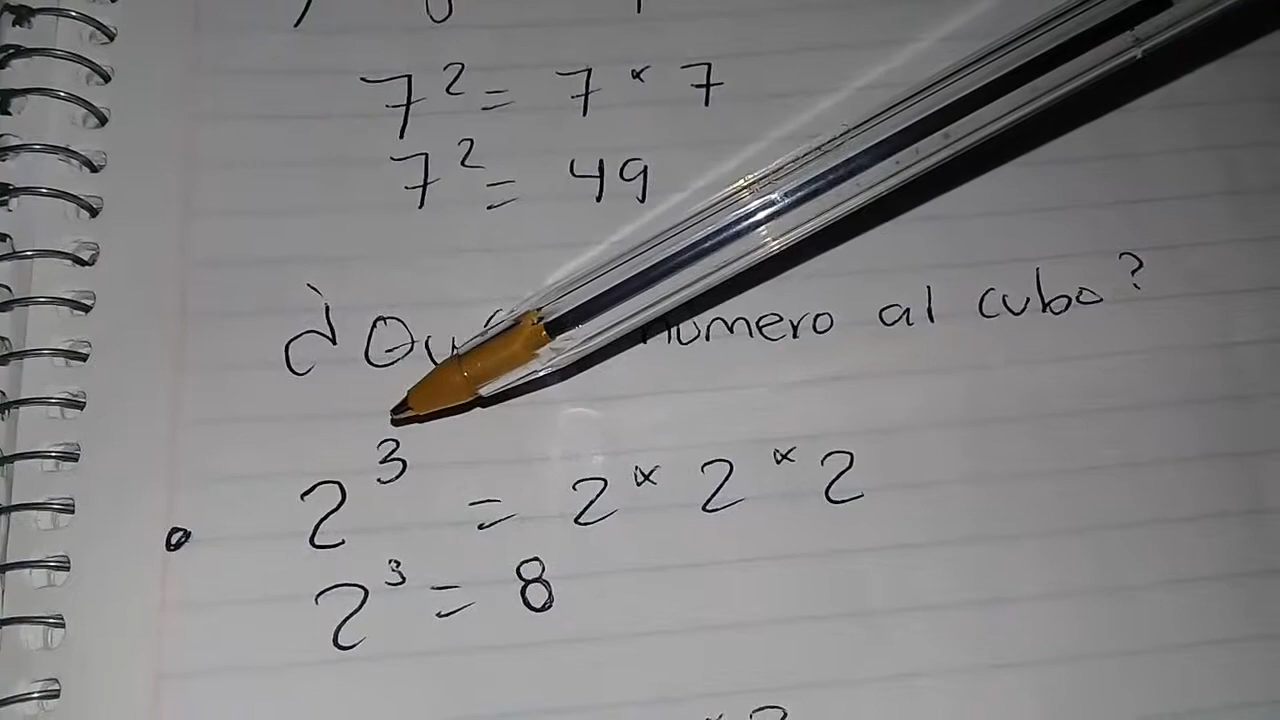 7² = 7 × 7
7² = 49
¿Qu numero al cubo?
2³ = 2 × 2 × 2
2³ = 8